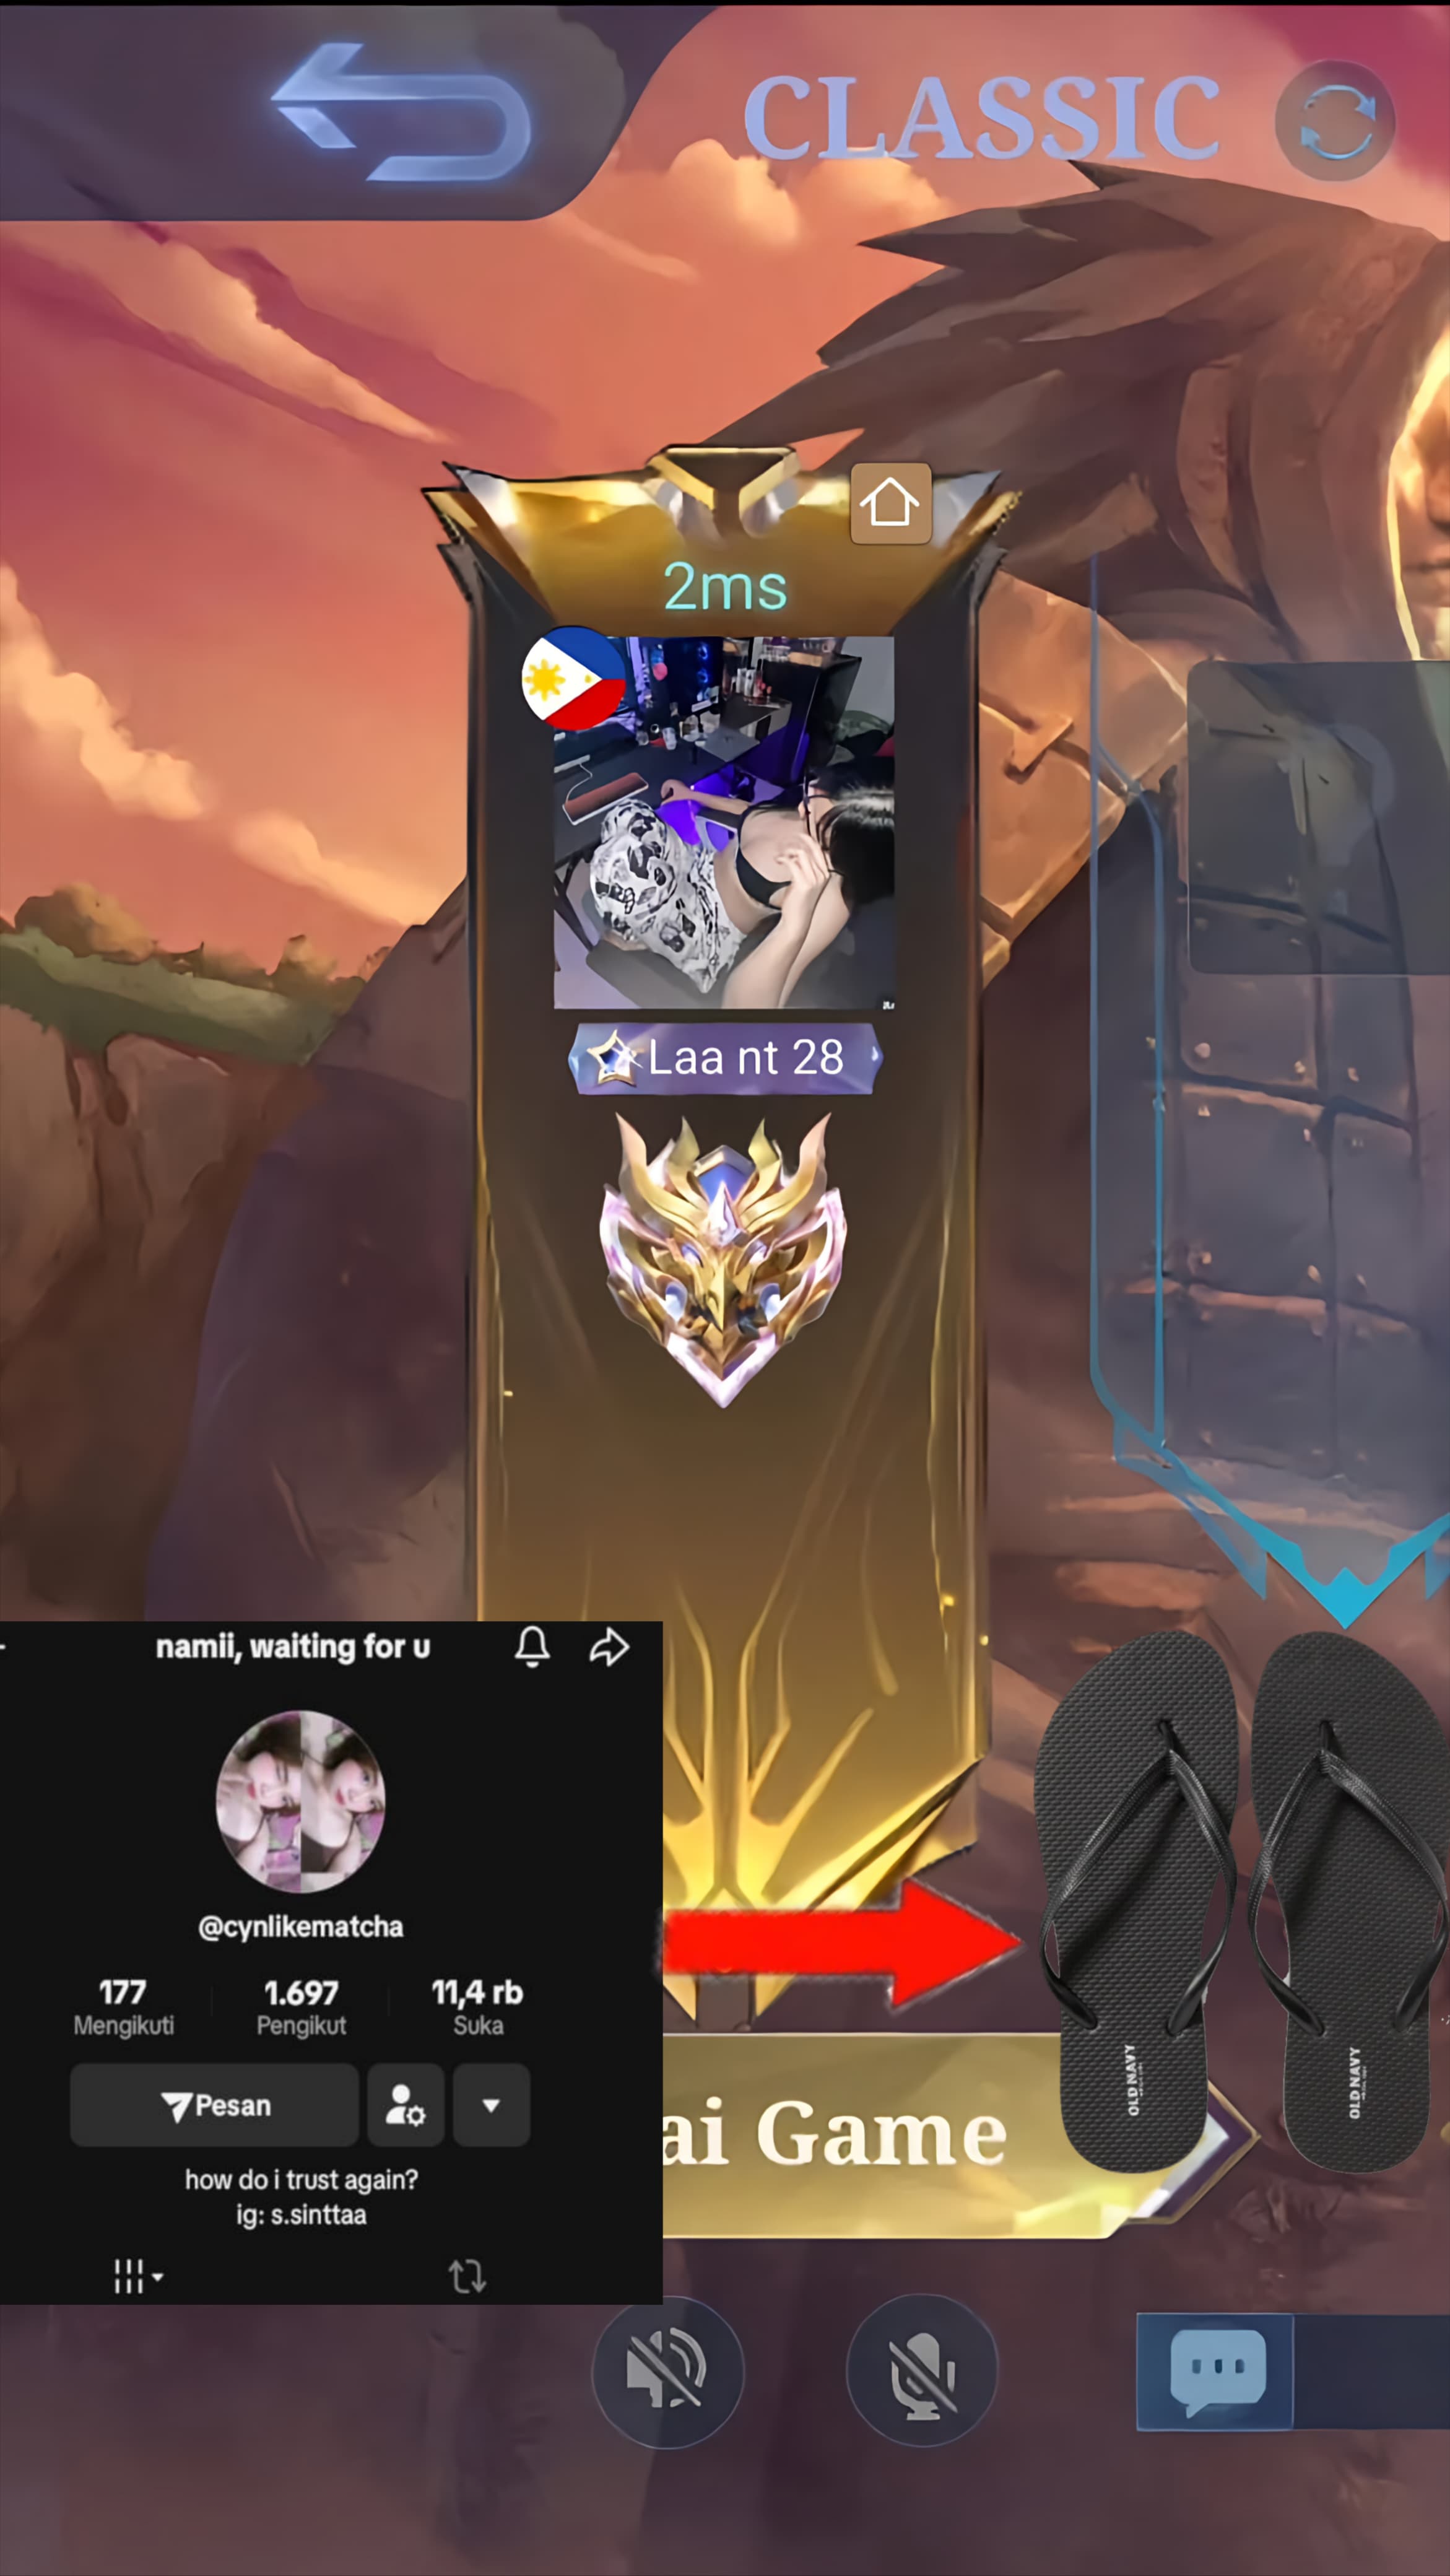 CLASSIC
2ms
Laa nt 28
namii, waiting for u
@cynlikematcha
177
Mengikuti
1.697
Pengikut
11,4 rb
Suka
Pesan
how do i trust again?
ig: s.sinttaa
ai Game
OLD NAVY
OLD NAVY